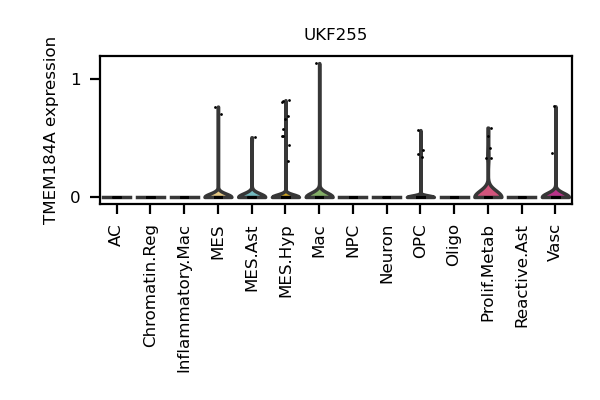 UKF255
TMEM184A expression
1
0
AC
Chromatin.Reg
Inflammatory.Mac
MES
MES.Ast
MES.Hyp
Mac
NPC
Neuron
OPC
Oligo
Prolif.Metab
Reactive.Ast
Vasc